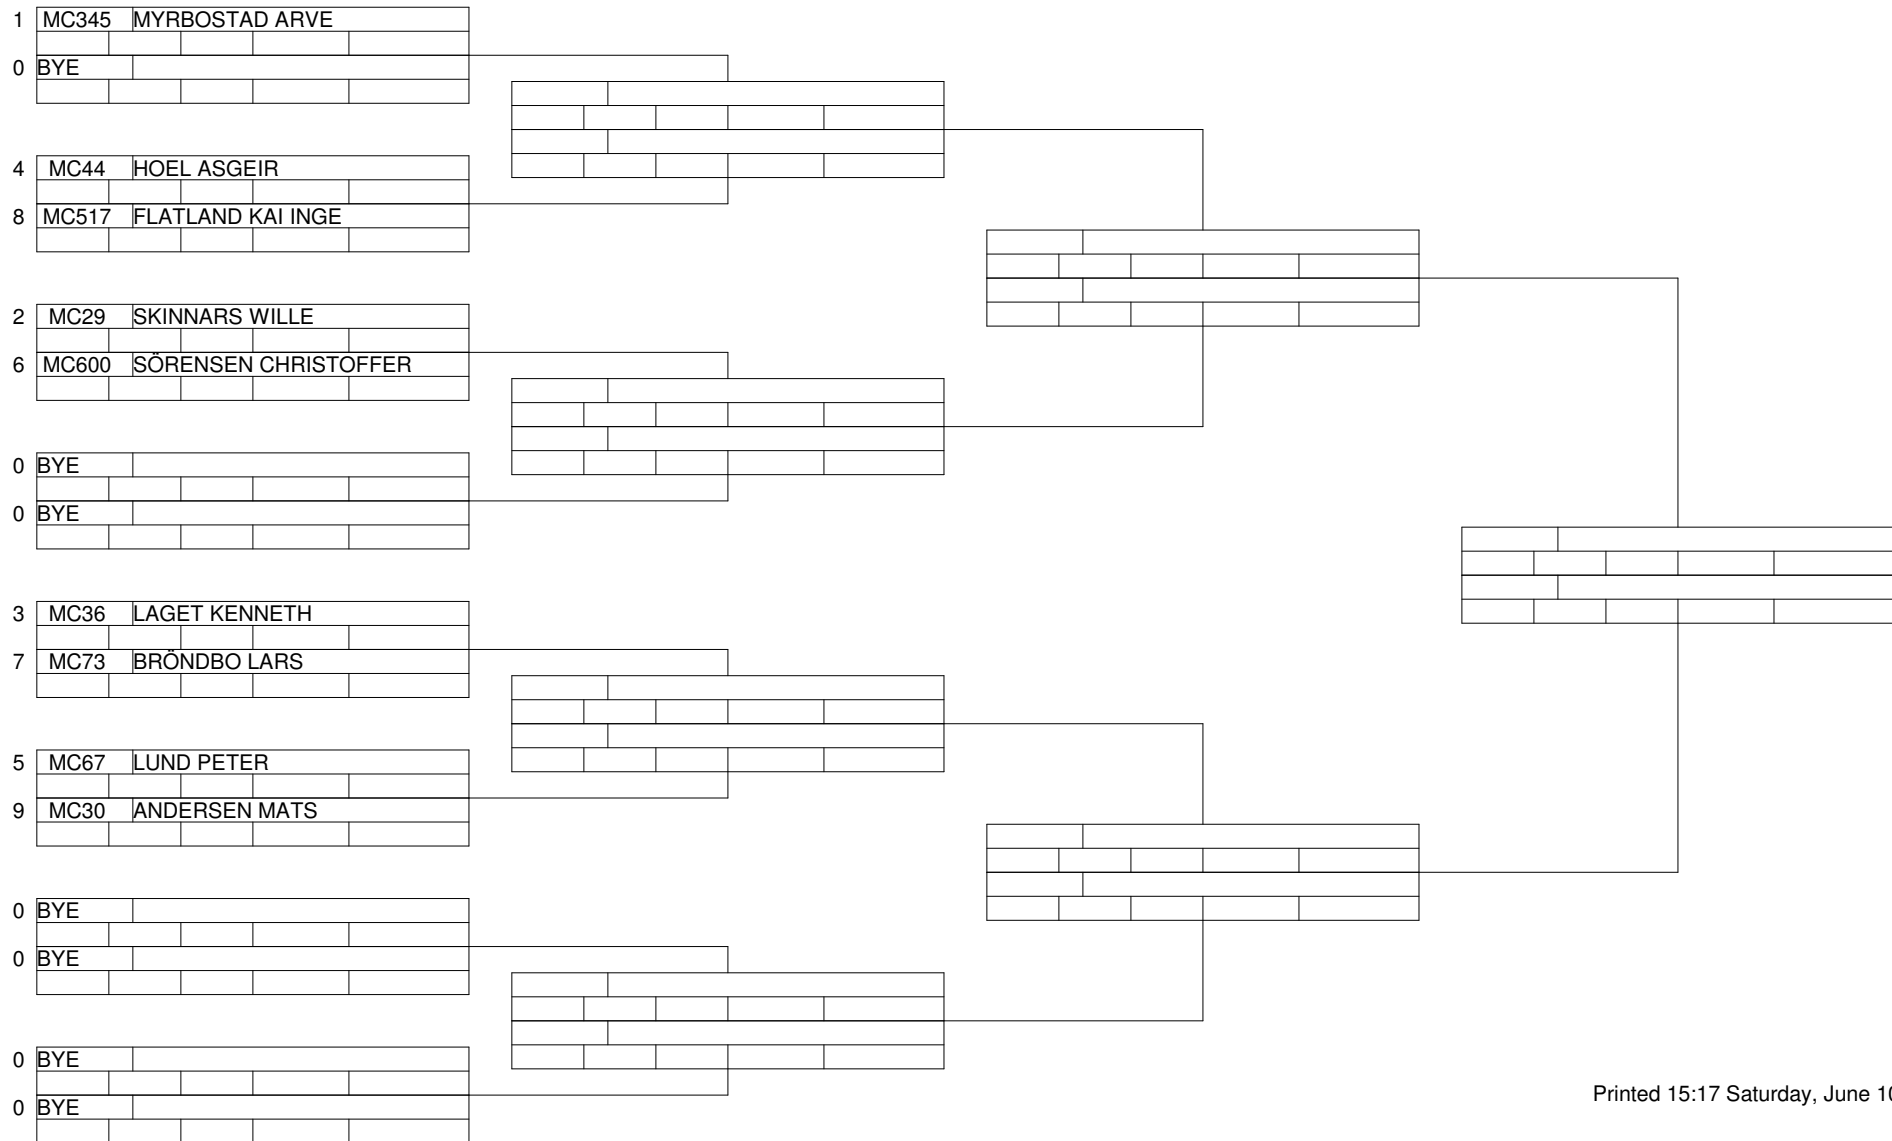 1 MC345 MYRBOSTAD ARVE
0 BYE
4 MC44 HOEL ASGEIR
8 MC517 FLATLAND KAI INGE
2 MC29 SKINNARS WILLE
6 MC600 SÖRENSEN CHRISTOFFER
0 BYE
0 BYE
3 MC36 LAGET KENNETH
7 MC73 BRÖNDBO LARS
5 MC67 LUND PETER
9 MC30 ANDERSEN MATS
0 BYE
0 BYE
0 BYE
0 BYE
Printed 15:17 Saturday, June 10